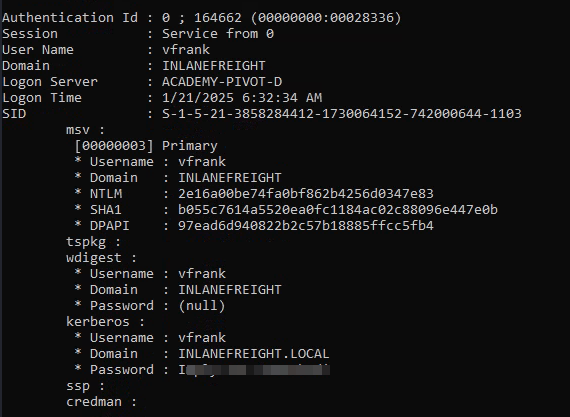 Authentication Id : 0 ; 164662 (00000000:00028336)
Session           : Service from 0
User Name         : vfrank
Domain            : INLANEFREIGHT
Logon Server      : ACADEMY-PIVOT-D
Logon Time        : 1/21/2025 6:32:34 AM
SID               : S-1-5-21-3858284412-1730064152-742000644-1103
        msv :
         [00000003] Primary
         * Username : vfrank
         * Domain   : INLANEFREIGHT
         * NTLM     : 2e16a00be74fa0bf862b4256d0347e83
         * SHA1     : b055c7614a5520ea0fc1184ac02c88096e447e0b
         * DPAPI    : 97ead6d940822b2c57b18885ffcc5fb4
        tspkg :
        wdigest :
         * Username : vfrank
         * Domain   : INLANEFREIGHT
         * Password : (null)
        kerberos :
         * Username : vfrank
         * Domain   : INLANEFREIGHT.LOCAL
         * Password :
        ssp :
        credman :